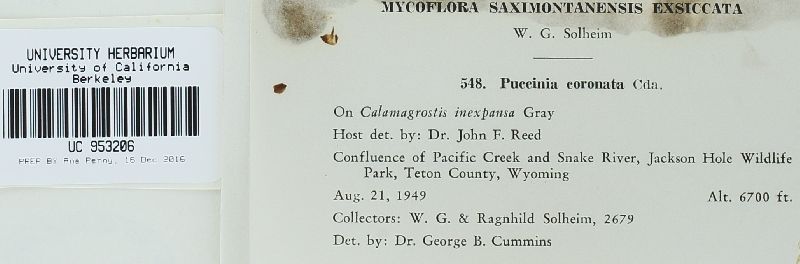 UNIVERSITY HERBARIUM
University of California
Berkeley
UC 953206
PREP BY Ana Penny, 16 Dec 2016
MYCOFLORA SAXIMONTANENSIS EXSICCATA
W. G. Solheim
548. Puccinia coronata Cda.
On Calamagrostis inexpansa Gray
Host det. by: Dr. John F. Reed
Confluence of Pacific Creek and Snake River, Jackson Hole Wildlife
Park, Teton County, Wyoming
Aug. 21, 1949 Alt. 6700 ft.
Collectors: W. G. & Ragnhild Solheim, 2679
Det. by: Dr. George B. Cummins